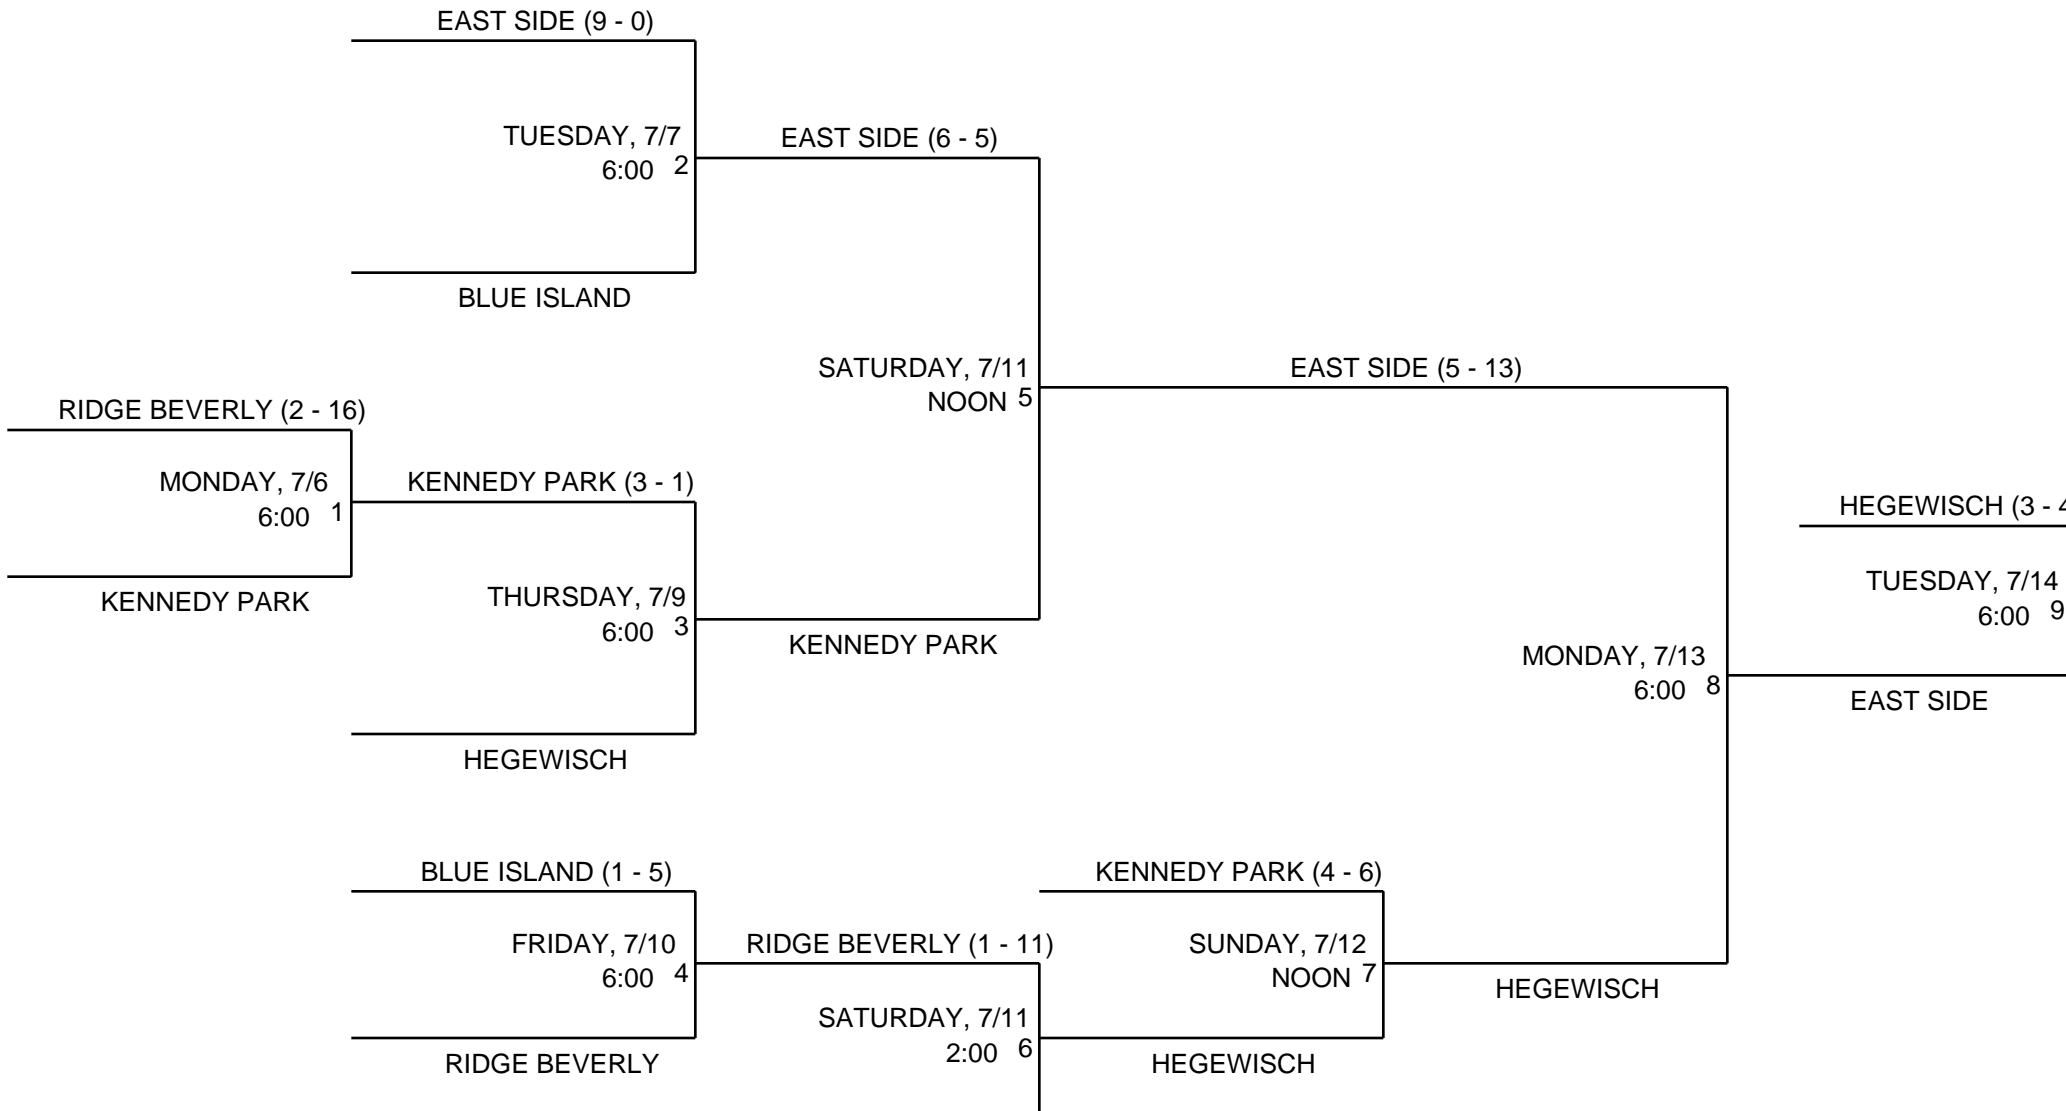 EAST SIDE (9 - 0)
TUESDAY, 7/7
6:00 2
EAST SIDE (6 - 5)
BLUE ISLAND
SATURDAY, 7/11
NOON 5
EAST SIDE (5 - 13)
RIDGE BEVERLY (2 - 16)
MONDAY, 7/6
6:00 1
KENNEDY PARK (3 - 1)
KENNEDY PARK
THURSDAY, 7/9
6:00 3
KENNEDY PARK
HEGEWISCH
HEGEWISCH (3 - 4
TUESDAY, 7/14
6:00 9
MONDAY, 7/13
6:00 8
EAST SIDE
BLUE ISLAND (1 - 5)
FRIDAY, 7/10
6:00 4
RIDGE BEVERLY (1 - 11)
RIDGE BEVERLY
SATURDAY, 7/11
2:00 6
KENNEDY PARK (4 - 6)
SUNDAY, 7/12
NOON 7
HEGEWISCH
HEGEWISCH